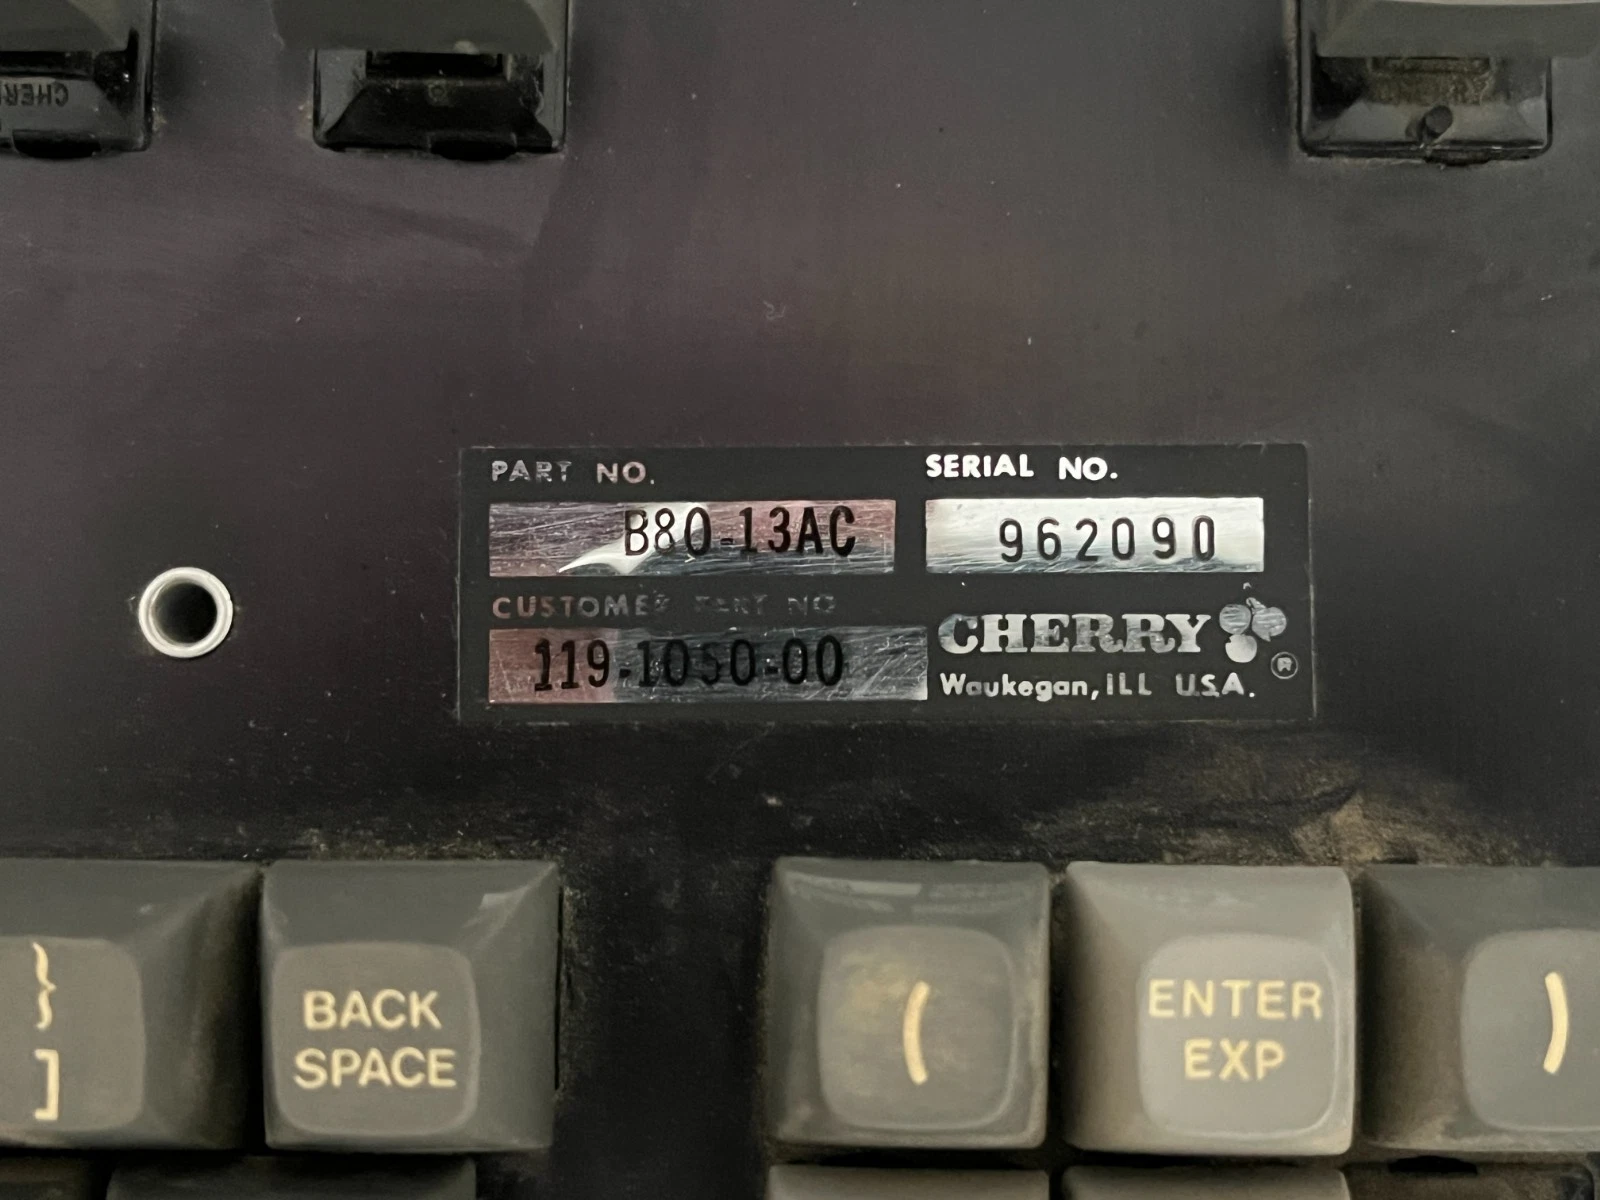 CHERRY
PART NO.
SERIAL NO.
B80-13AC
962090
CUSTOMER PART NO
119-1050-00
CHERRY ®
Waukegan, ILL U.S.A.
}
]
BACK
SPACE
(
ENTER
EXP
)